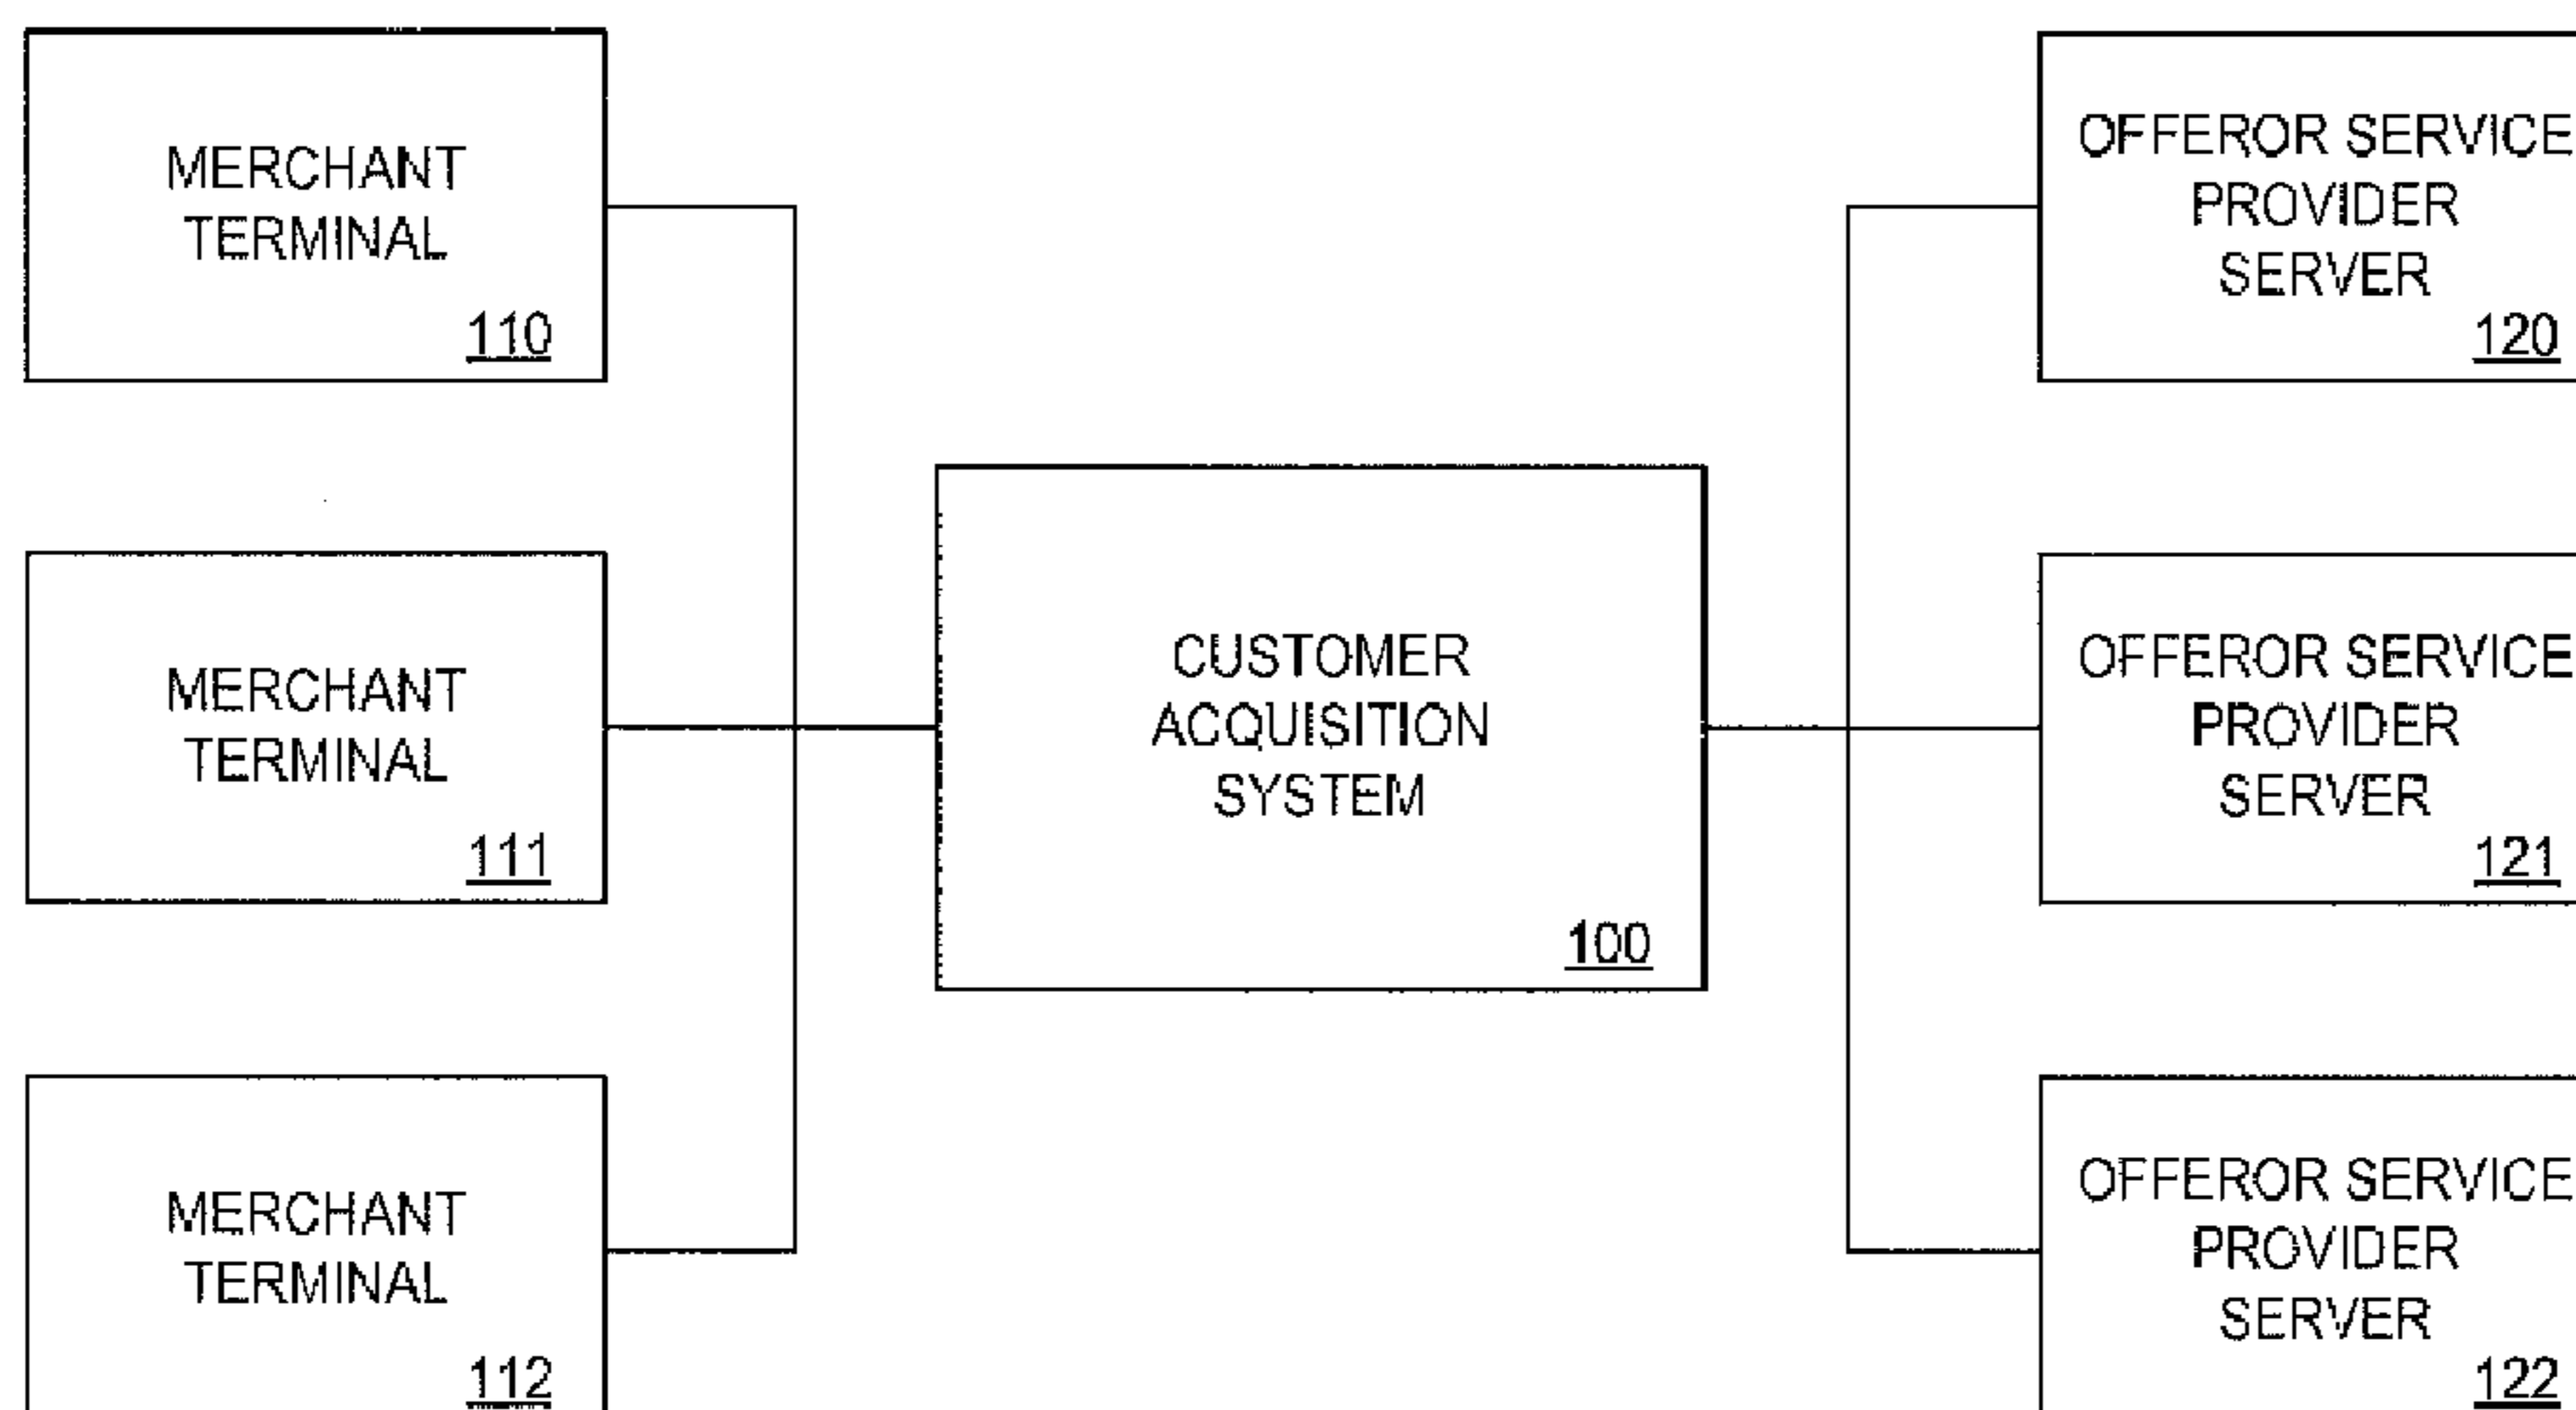 MERCHANT
TERMINAL
110
MERCHANT
TERMINAL
111
MERCHANT
TERMINAL
112
CUSTOMER
ACQUISITION
SYSTEM
100
OFFEROR SERVICE
PROVIDER
SERVER
120
OFFEROR SERVICE
PROVIDER
SERVER
121
OFFEROR SERVICE
PROVIDER
SERVER
122